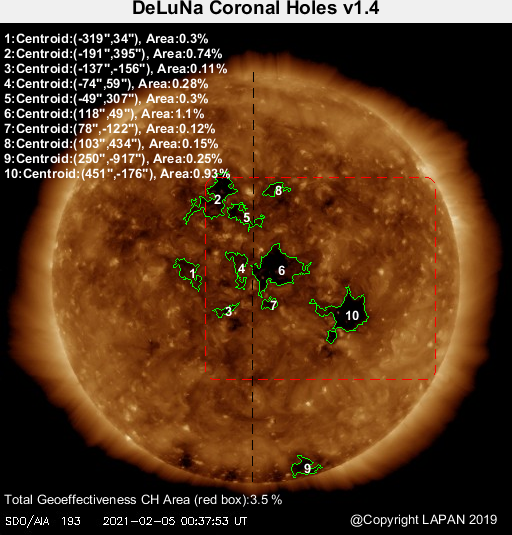 DeLuNa Coronal Holes v1.4
1:Centroid:(-319",34"), Area:0.3%
2:Centroid:(-191",395"), Area:0.74%
3:Centroid:(-137",-156"), Area:0.11%
4:Centroid:(-74",59"), Area:0.28%
5:Centroid:(-49",307"), Area:0.3%
6:Centroid:(118",49"), Area:1.1%
7:Centroid:(78",-122"), Area:0.12%
8:Centroid:(103",434"), Area:0.15%
9:Centroid:(250",-917"), Area:0.25%
10:Centroid:(451",-176"), Area:0.93%
8
2
5
1
4
6
3
7
10
9
Total Geoeffectiveness CH Area (red box):3.5 %
SDO/AIA 193 2021-02-05 00:37:53 UT
@Copyright LAPAN 2019